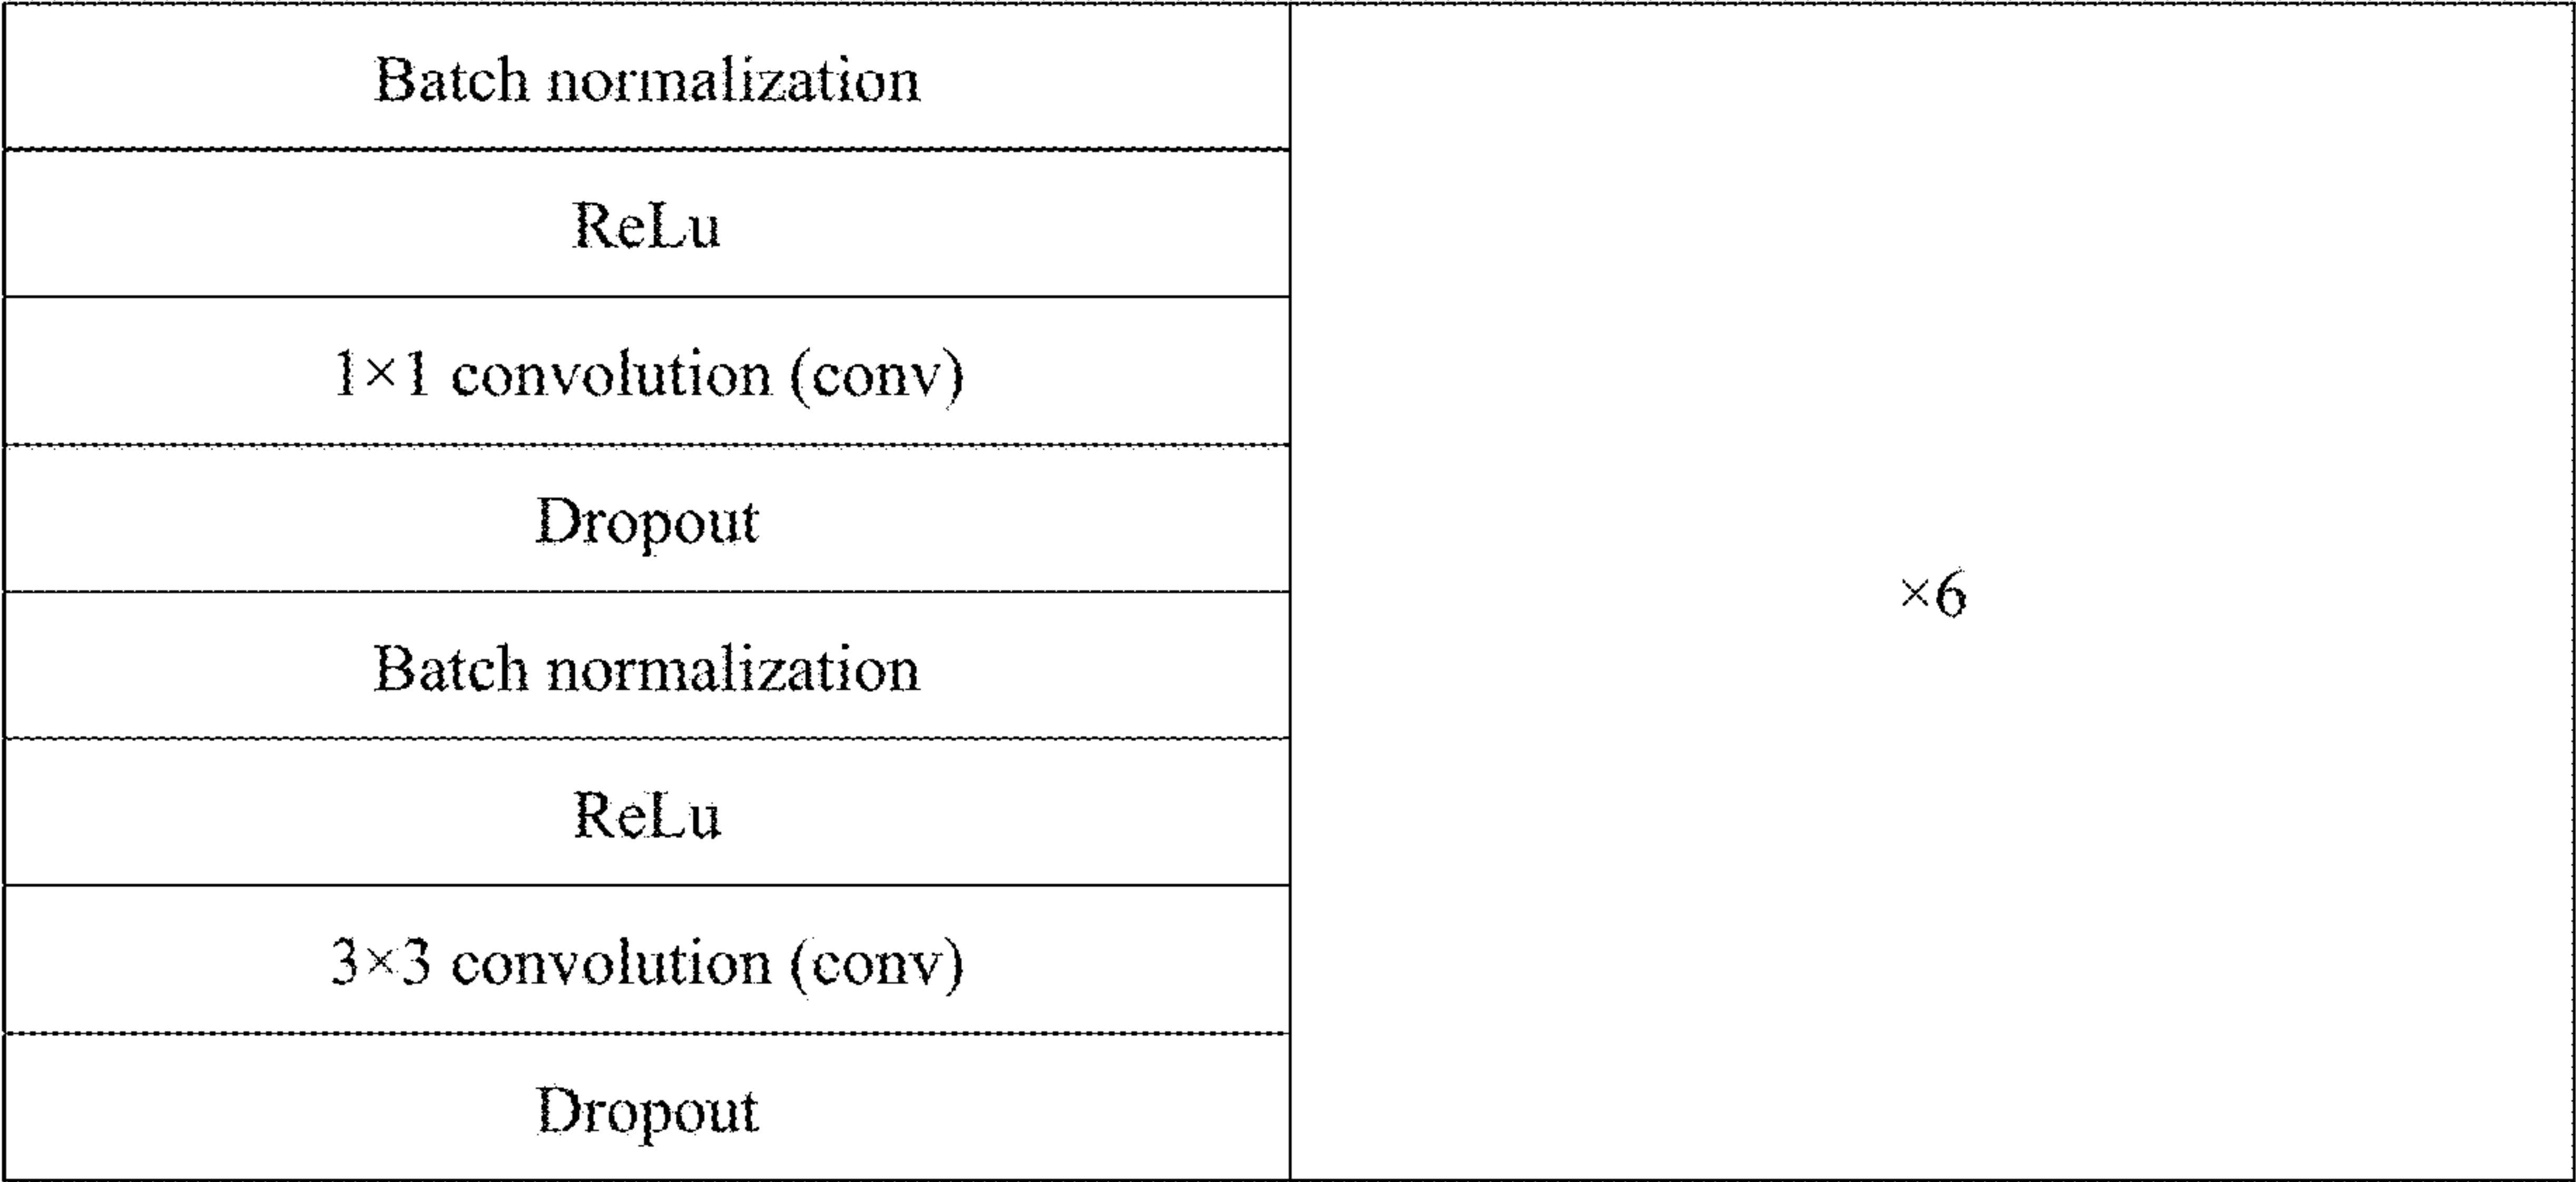 Batch normalization
ReLu
1×1 convolution (conv)
Dropout
×6
Batch normalization
ReLu
3×3 convolution (conv)
Dropout